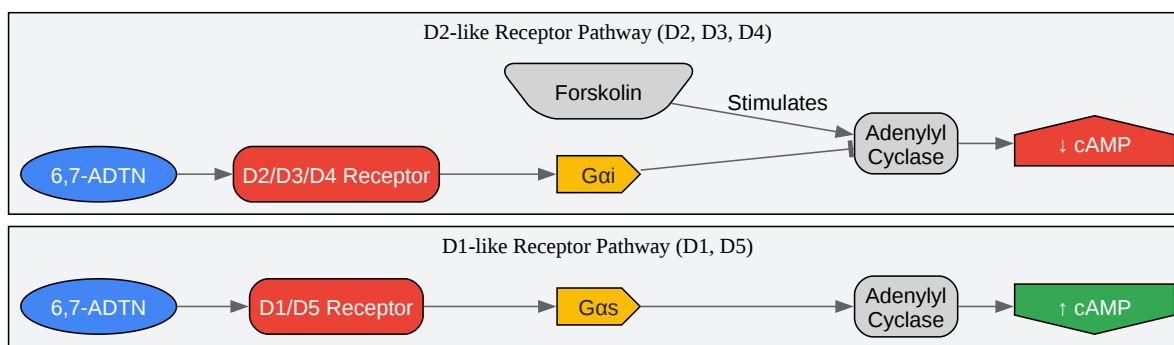 D2-like Receptor Pathway (D2, D3, D4)
Forskolin
Stimulates
Adenylyl
Cyclase
↓ cAMP
6,7-ADTN
D2/D3/D4 Receptor
Gαi
D1-like Receptor Pathway (D1, D5)
6,7-ADTN
D1/D5 Receptor
Gαs
Adenylyl
Cyclase
↑ cAMP